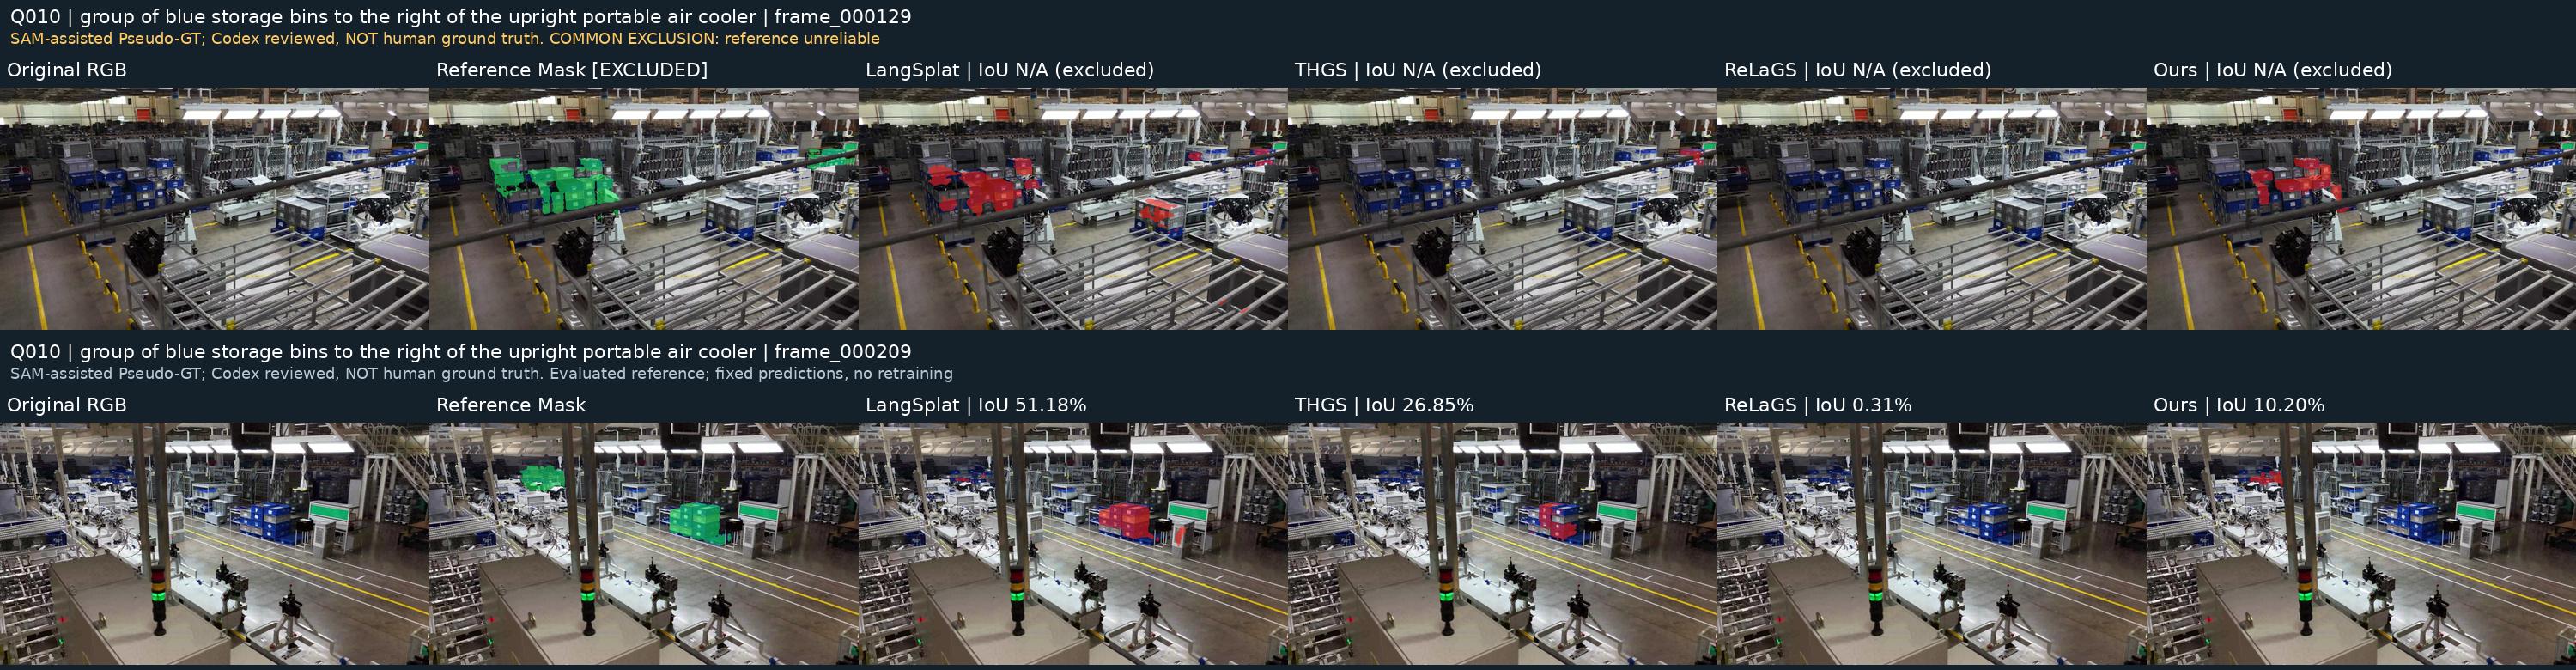 Q010 | group of blue storage bins to the right of the upright portable air cooler | frame_000129
SAM-assisted Pseudo-GT; Codex reviewed, NOT human ground truth. COMMON EXCLUSION: reference unreliable
Original RGB
Reference Mask [EXCLUDED]
LangSplat | IoU N/A (excluded)
THGS | IoU N/A (excluded)
ReLaGS | IoU N/A (excluded)
Ours | IoU N/A (excluded)
Q010 | group of blue storage bins to the right of the upright portable air cooler | frame_000209
SAM-assisted Pseudo-GT; Codex reviewed, NOT human ground truth. Evaluated reference; fixed predictions, no retraining
Original RGB
Reference Mask
LangSplat | IoU 51.18%
THGS | IoU 26.85%
ReLaGS | IoU 0.31%
Ours | IoU 10.20%